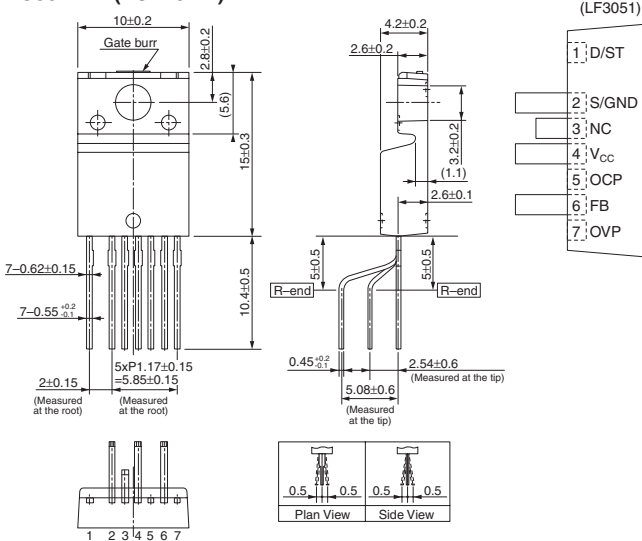 10±0.2
Gate burr
2.8±0.2
(5.6)
15±0.3
10.4±0.5
7–0.62±0.15
7–0.55 +0.2 -0.1
5xP1.17±0.15
=5.85±0.15
2±0.15
(Measured
at the root)
(Measured
at the root)
4.2±0.2
2.6±0.2
3.2±0.2
(1.1)
2.6±0.1
5±0.5
5±0.5
R–end
R–end
0.45 +0.2 -0.1
2.54±0.6
(Measured at the tip)
5.08±0.6
(Measured
at the tip)
(LF3051)
1 D/ST
2 S/GND
3 NC
4 VCC
5 OCP
6 FB
7 OVP
1 2 3 4 5 6 7
0.5 0.5 0.5 0.5
Plan View Side View